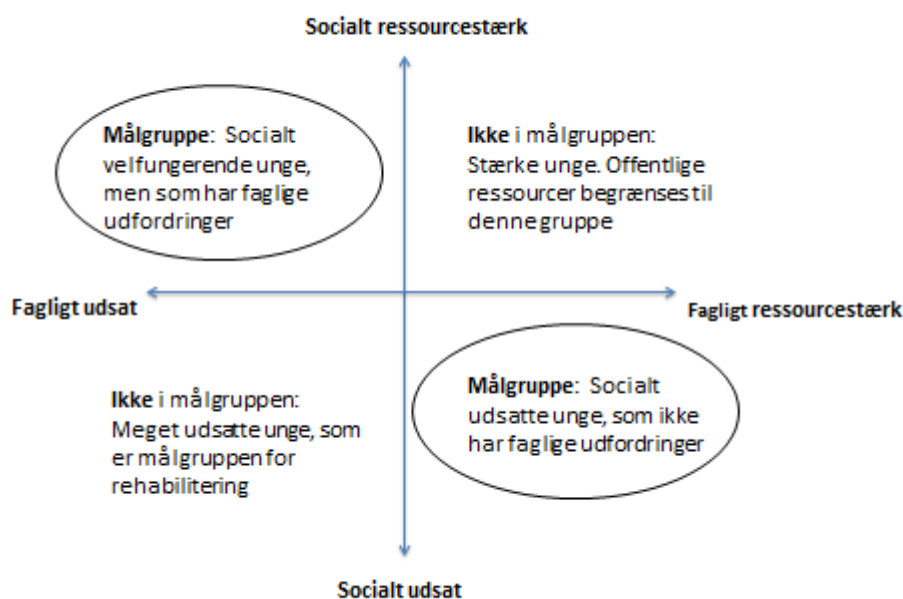 Socialt ressourcestærk
Målgruppe: Socialt
velfungerende unge,
men som har faglige
udfordringer
Ikke i målgruppen:
Stærke unge. Offentlige
ressourcer begrænses til
denne gruppe
Fagligt udsat
Fagligt ressourcestærk
Ikke i målgruppen:
Meget udsatte unge, som
er målgruppen for
rehabilitering
Målgruppe: Socialt
udsatte unge, som ikke
har faglige udfordringer
Socialt udsat